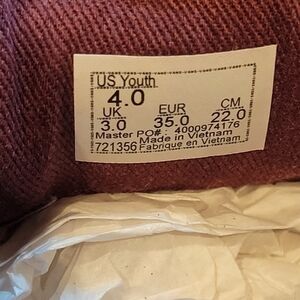 US Youth
4.0
UK EUR CM
3.0 35.0 22.0
Master PO#: 4000974176
Made in Vietnam
721356 Fabrique en Vietnam